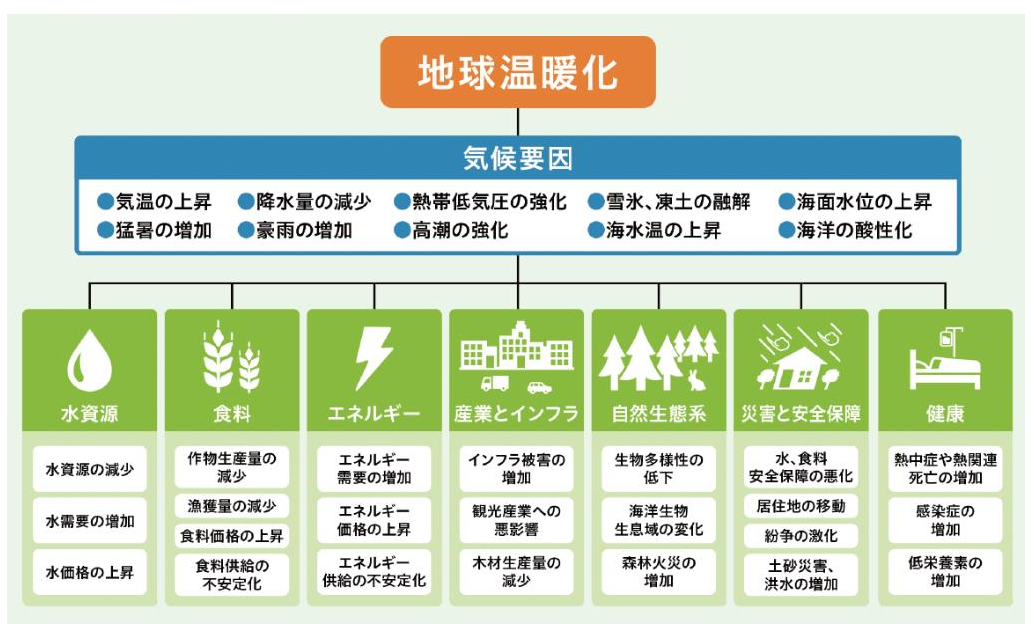 地球温暖化
気候要因
●気温の上昇 ●降水量の減少 ●熱帯低気圧の強化 ●雪氷、凍土の融解 ●海面水位の上昇
●猛暑の増加 ●豪雨の増加 ●高潮の強化 ●海水温の上昇 ●海洋の酸性化
水資源
水資源の減少
水需要の増加
水価格の上昇
食料
作物生産量の
減少
漁獲量の減少
食料価格の上昇
食料供給の
不安定化
エネルギー
エネルギー
需要の増加
エネルギー
価格の上昇
エネルギー
供給の不安定化
産業とインフラ
インフラ被害の
増加
観光産業への
悪影響
木材生産量の
減少
自然生態系
生物多様性の
低下
海洋生物
生息域の変化
森林火災の
増加
災害と安全保障
水、食料
安全保障の悪化
居住地の移動
紛争の激化
土砂災害、
洪水の増加
健康
熱中症や熱関連
死亡の増加
感染症の
増加
低栄養素の
増加